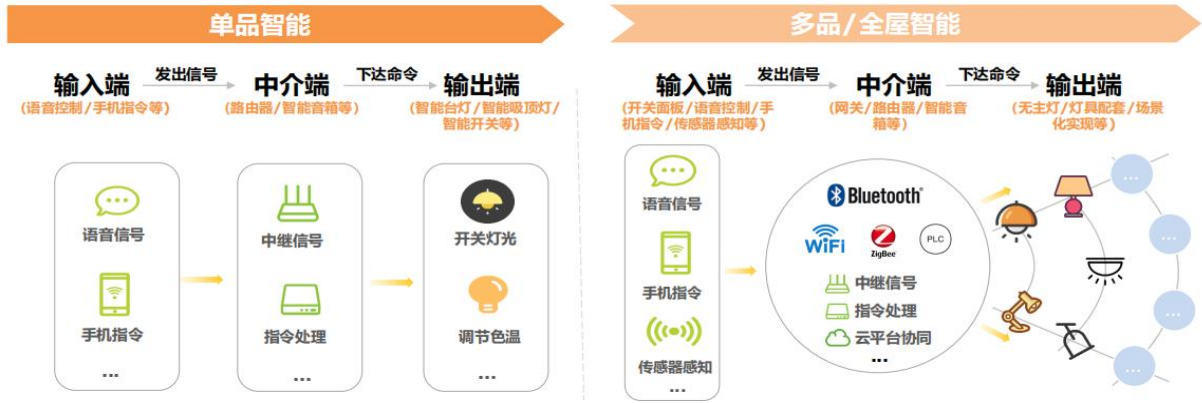 单品智能
输入端
发出信号
中介端
下达命令
输出端
(语音控制/手机指令等)
(路由器/智能音箱等)
(智能台灯/智能吸顶灯/
智能开关等)
语音信号
手机指令
...
中继信号
指令处理
...
开关灯光
调节色温
...
多品/全屋智能
输入端
发出信号
中介端
下达命令
输出端
(开关面板/语音控制/手
机指令/传感器感知等)
(网关/路由器/智能音
箱等)
(无主灯/灯具配套/场景
化实现等)
语音信号
手机指令
传感器感知
...
Bluetooth®
WiFi
ZigBee
PLC
中继信号
指令处理
云平台协同
...
...
...
...
...